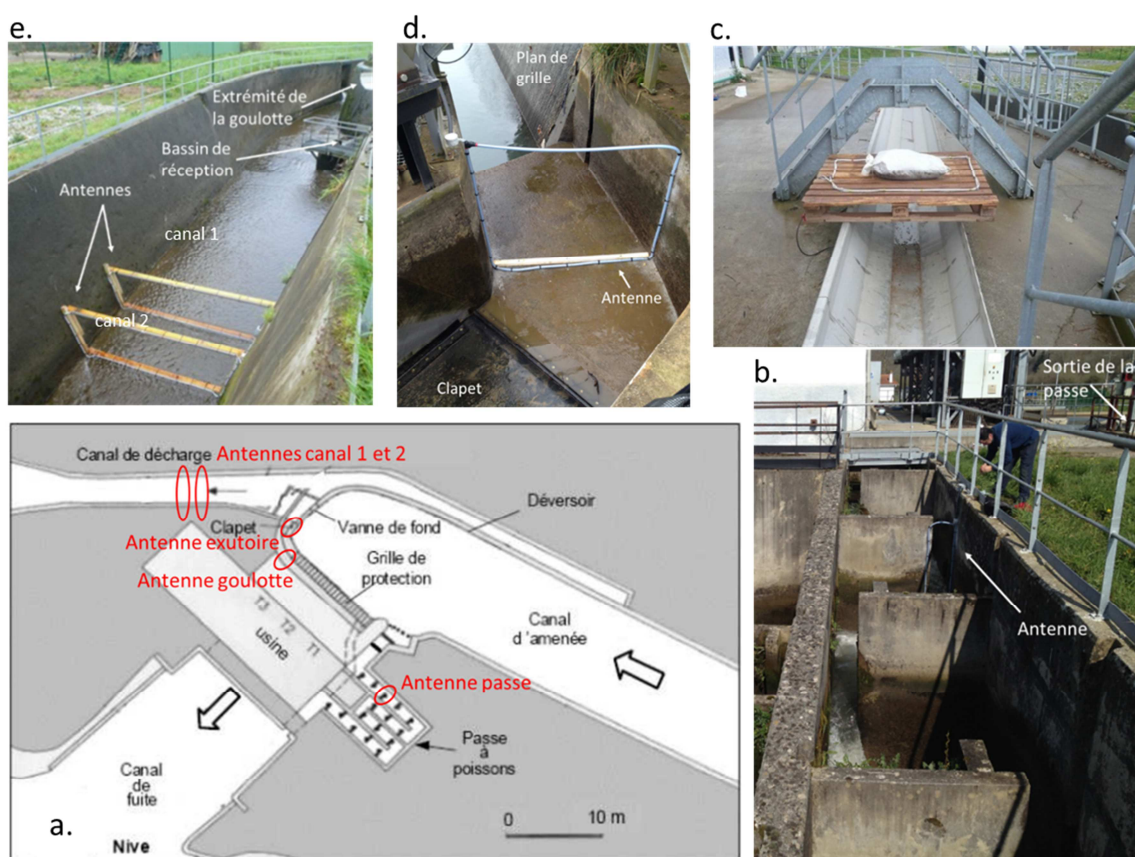 e.
Extrémité de
la goulotte
Bassin de
réception
Antennes
canal 1
canal 2
d.
Plan de
grille
Antenne
Clapet
c.
b.
Sortie de la
passe
Antenne
Canal de décharge
Antennes canal 1 et 2
Déversoir
Clapet
Vanne de fond
Antenne exutoire
Grille de
protection
Antenne goulotte
T3
T2
T1
usine
Canal
d'amenée
Antenne passe
Passe
à
poissons
Canal
de
fuite
0 10 m
a.
Nive